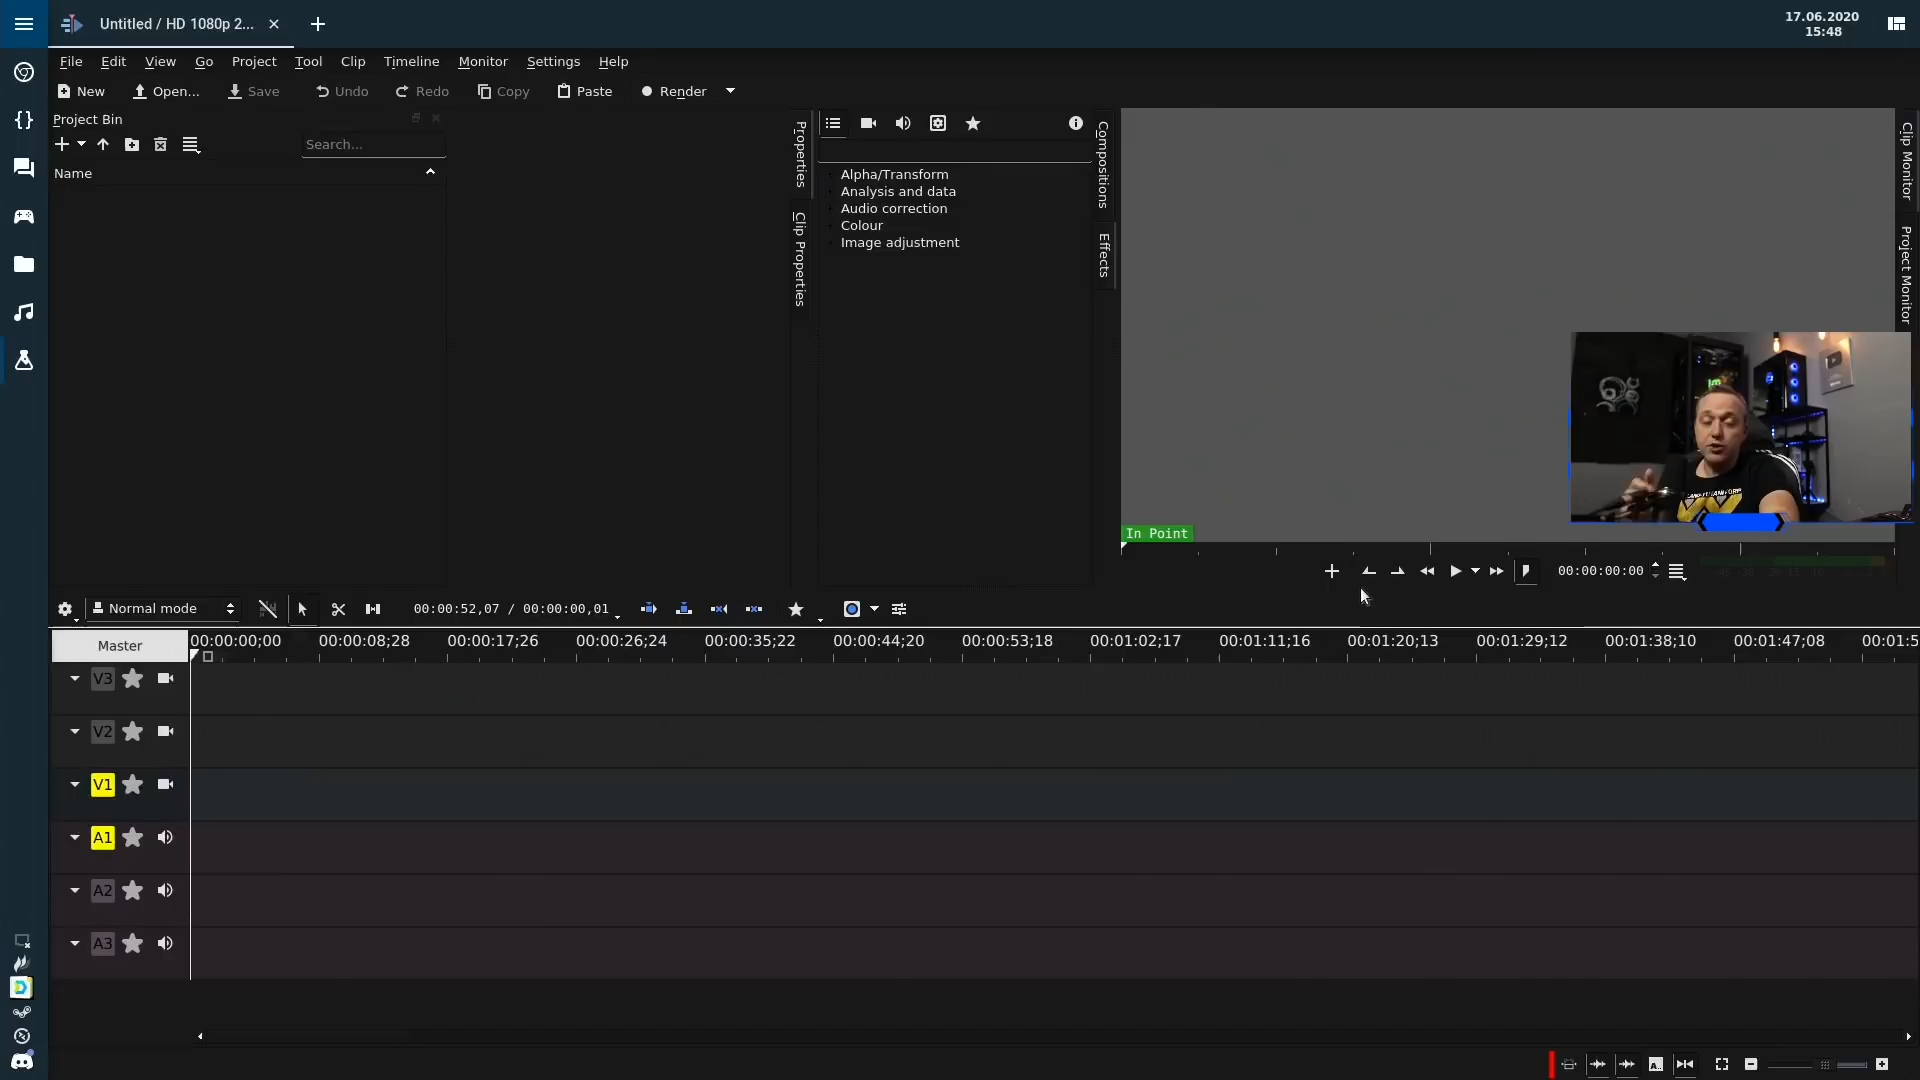 Untitled / HD 1080p 2...
17.06.2020
15:48
File Edit View Go Project Tool Clip Timeline Monitor Settings Help
New Open... Save Undo Redo Copy Paste Render
Project Bin
Search...
Name
Properties
Clip Properties
Alpha/Transform
Analysis and data
Audio correction
Colour
Image adjustment
Compositions
Effects
Clip Monitor
Project Monitor
In Point
00:00:00:00
Normal mode
00:00:52,07 / 00:00:00,01
Master
00:00:00;00 00:00:08;28 00:00:17;26 00:00:26;24 00:00:35;22 00:00:44;20 00:00:53;18 00:01:02;17 00:01:11;16 00:01:20;13 00:01:29;12 00:01:38;10 00:01:47;08 00:01:5
V3
V2
V1
A1
A2
A3